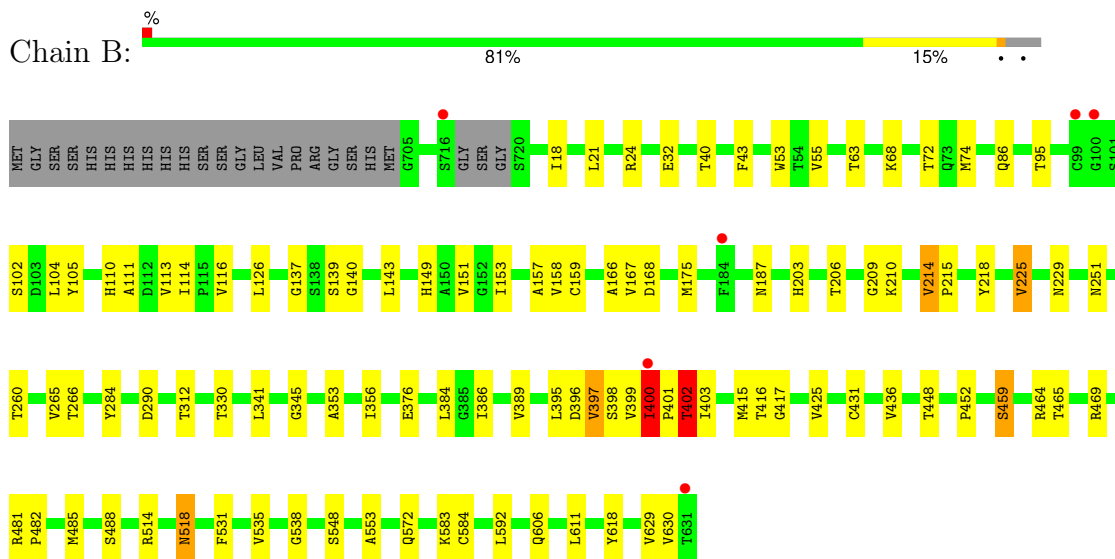 %
Chain B:
81% 15% • •
MET GLY SER SER HIS HIS HIS HIS HIS HIS SER SER GLY LEU VAL PRO ARG GLY SER HIS MET G705 S716 GLY SER GLY S720 I18 L21 R24 E32 T40 F43 W53 T54 V55 T63 K68 T72 Q73 M74 Q86 T95 C99 G100 S101
S102 D103 L104 Y105 H110 A111 D112 V113 I114 P115 V116 L126 G137 S138 S139 G140 L143 H149 A150 V151 G152 I153 A157 V158 C159 A166 V167 D168 M175 F184 N187 H203 T206 G209 K210 V214 P215 Y218 V225 N229 N251
T260 V265 T266 Y284 D290 T312 T330 L341 G345 A353 I356 E376 L384 G385 I386 V389 L395 D396 V397 S398 V399 I400 P401 T402 I403 M415 T416 G417 V425 C431 V436 T448 P452 S459 R464 T465 R469
R481 P482 M485 S488 R514 N518 F531 V535 G538 S548 A553 Q572 K583 C584 L592 Q606 L611 Y618 V629 V630 T631